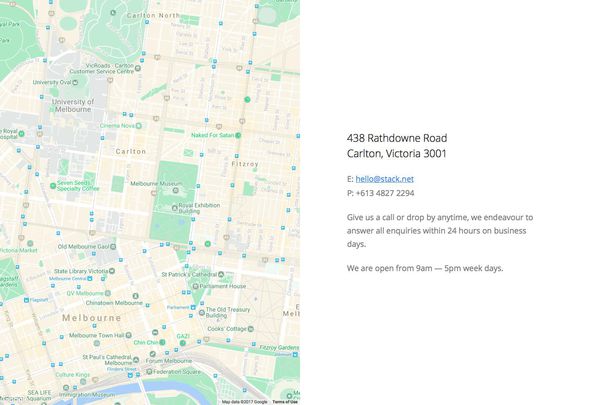 Carlton North
VicRoads - Carlton
Customer Service Centre
University Oval
University of
Melbourne
Cinema Nova
Naked For Satan
Carlton
Fitzroy
Seven Seeds
Specialty Coffee
Melbourne Museum
Royal Exhibition
Building
Old Melbourne Gaol
State Library Victoria
Melbourne Central
St Patrick's Cathedral
Parliament House
Flagstaff
QV Melbourne
Chinatown Melbourne
Parliament
The Old Treasury
Building
Melbourne
Cooks' Cottage
Melbourne Town Hall
GAZI
Chin Chin
Fitzroy Gardens
St Paul's Cathedral
Forum Melbourne
Flinders Street
Federation Square
Culture Kings
SEA LIFE
Immigration Museum
Map data ©2017 Google
Terms of Use
438 Rathdowne Road
Carlton, Victoria 3001
E: hello@stack.net
P: +613 4827 2294
Give us a call or drop by anytime, we endeavour to
answer all enquiries within 24 hours on business
days.
We are open from 9am — 5pm week days.